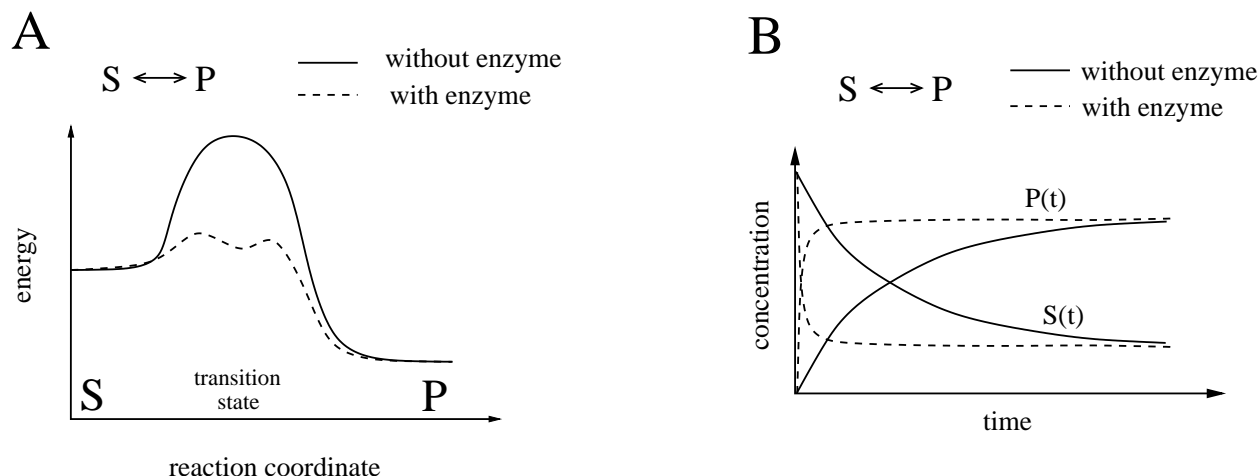 A
S ⟷ P
without enzyme
with enzyme
energy
S
transition
state
P
reaction coordinate
B
S ⟷ P
without enzyme
with enzyme
concentration
P(t)
S(t)
time